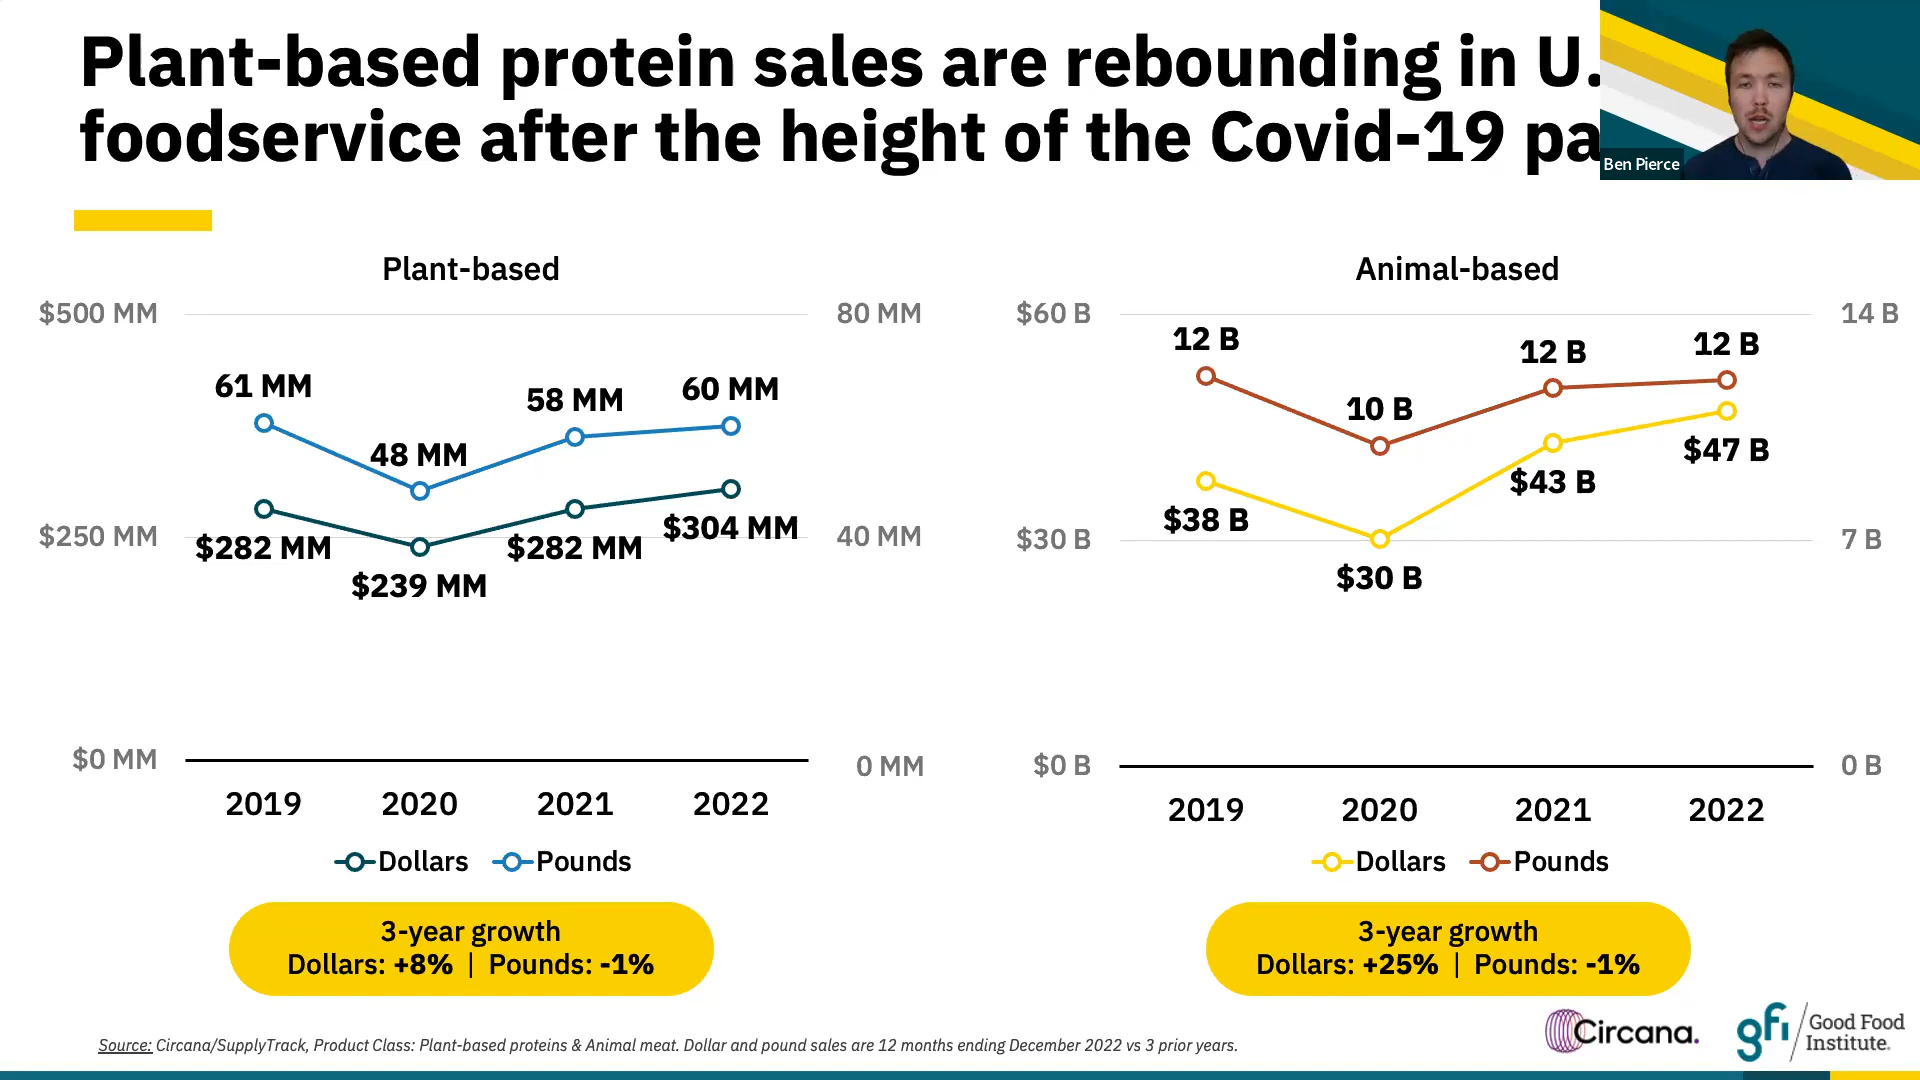 Plant-based protein sales are rebounding in U.
foodservice after the height of the Covid-19 pa
Ben Pierce
Plant-based
$500 MM
80 MM
61 MM
48 MM
58 MM
60 MM
$250 MM
40 MM
$282 MM
$239 MM
$282 MM
$304 MM
$0 MM
0 MM
2019 2020 2021 2022
Dollars Pounds
3-year growth
Dollars: +8% | Pounds: -1%
Animal-based
$60 B
14 B
12 B
10 B
12 B
12 B
$30 B
7 B
$38 B
$30 B
$43 B
$47 B
$0 B
0 B
2019 2020 2021 2022
Dollars Pounds
3-year growth
Dollars: +25% | Pounds: -1%
Source: Circana/SupplyTrack, Product Class: Plant-based proteins & Animal meat. Dollar and pound sales are 12 months ending December 2022 vs 3 prior years.
Circana.
gfi Good Food
Institute.